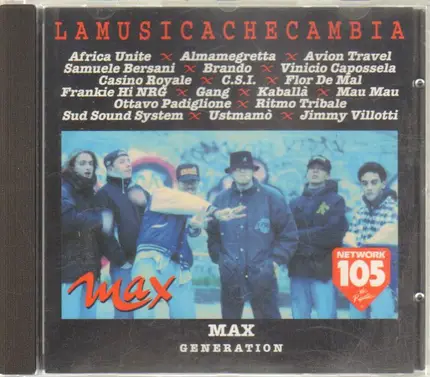 LAMUSICACHECAMBIA
Africa Unite × Almamegretta × Avion Travel
Samuele Bersani × Brando × Vinicio Capossela
Casino Royale × C.S.I. × Flor De Mal
Frankie Hi NRG × Gang × Kaballà × Mau Mau
Ottavo Padiglione × Ritmo Tribale
Sud Sound System × Ustmamò × Jimmy Villotti
max
NETWORK
105
MAX
GENERATION